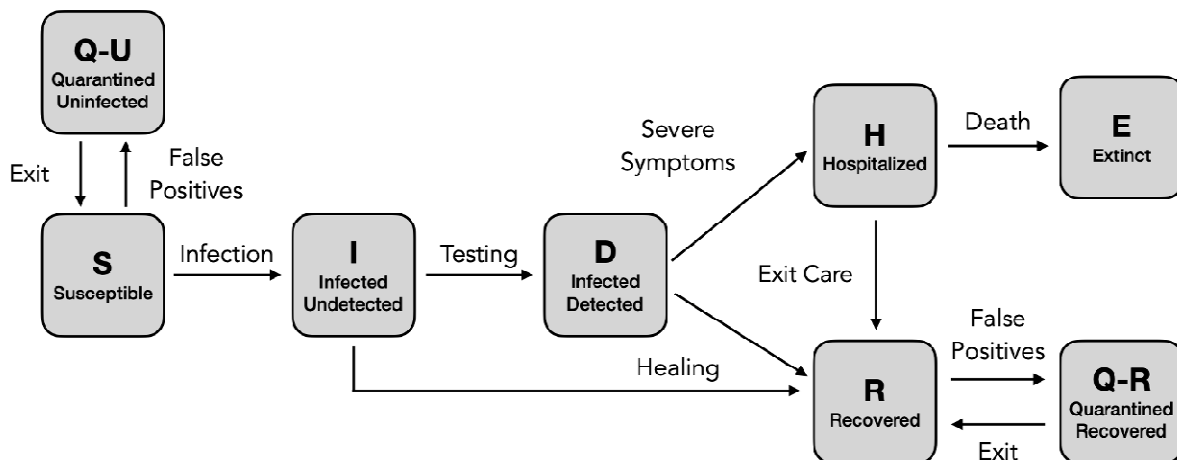 Q-U
Quarantined
Uninfected
Exit
False
Positives
S
Susceptible
Infection
I
Infected
Undetected
Testing
D
Infected
Detected
Severe
Symptoms
H
Hospitalized
Death
E
Extinct
Exit Care
Healing
R
Recovered
False
Positives
Q-R
Quarantined
Recovered
Exit